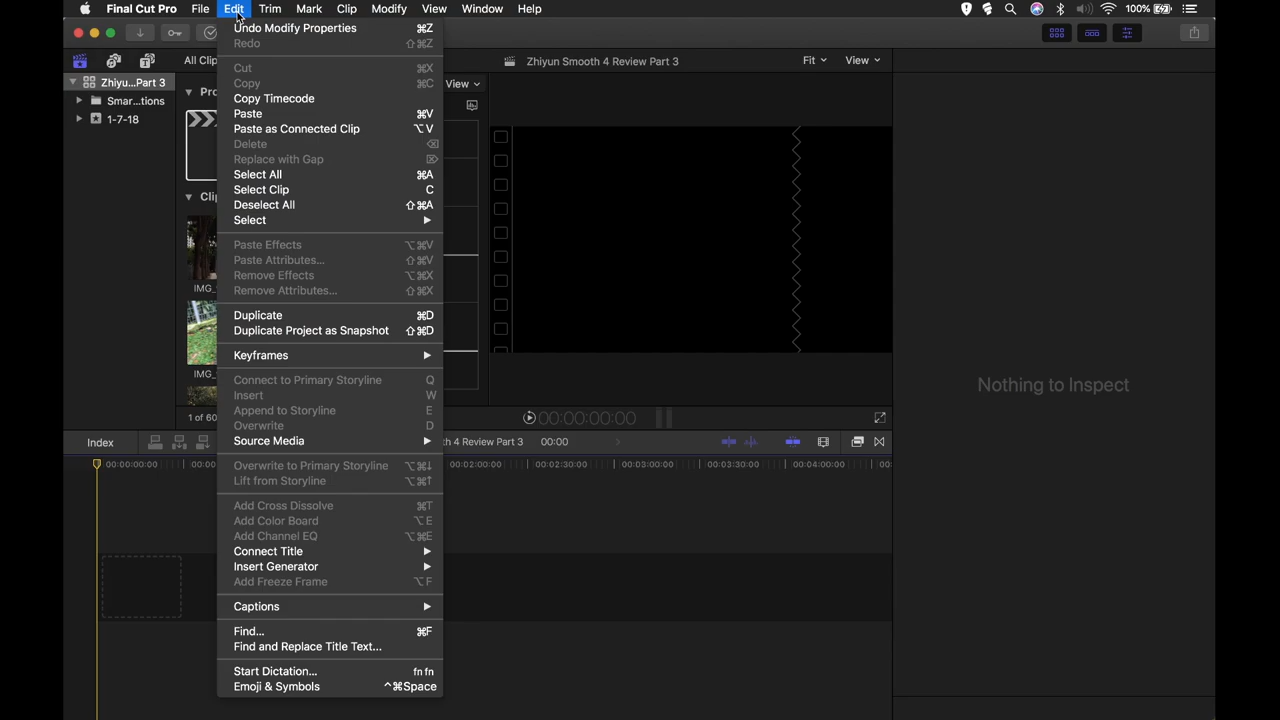 Final Cut Pro File Edit Trim Mark Clip Modify View Window Help 100%
All Clip
Zhiyun Smooth 4 Review Part 3 Fit View
Zhiyu...Part 3
Smar...tions
1-7-18
View
IMG_
IMG_
1 of 60
Undo Modify Properties ⌘Z
Redo ⇧⌘Z
Cut ⌘X
Copy ⌘C
Copy Timecode
Paste ⌘V
Paste as Connected Clip ⌥V
Delete ⌫
Replace with Gap ⌦
Select All ⌘A
Select Clip C
Deselect All ⇧⌘A
Select
Paste Effects ⌥⌘V
Paste Attributes... ⇧⌘V
Remove Effects ⌥⌘X
Remove Attributes... ⇧⌘X
Duplicate ⌘D
Duplicate Project as Snapshot ⇧⌘D
Keyframes
Connect to Primary Storyline Q
Insert W
Append to Storyline E
Overwrite D
Source Media
Overwrite to Primary Storyline ⌥⌘↓
Lift from Storyline ⌥⌘↑
Add Cross Dissolve ⌘T
Add Color Board ⌥E
Add Channel EQ ⌥⌘E
Connect Title
Insert Generator
Add Freeze Frame ⌥F
Captions
Find... ⌘F
Find and Replace Title Text...
Start Dictation... fn fn
Emoji & Symbols ^⌘Space
Nothing to Inspect
00:00:00:00
Index
h 4 Review Part 3 00:00
00:00:00:00 00:0 00:02:00:00 00:02:30:00 00:03:00:00 00:03:30:00 00:04:00:00 00: